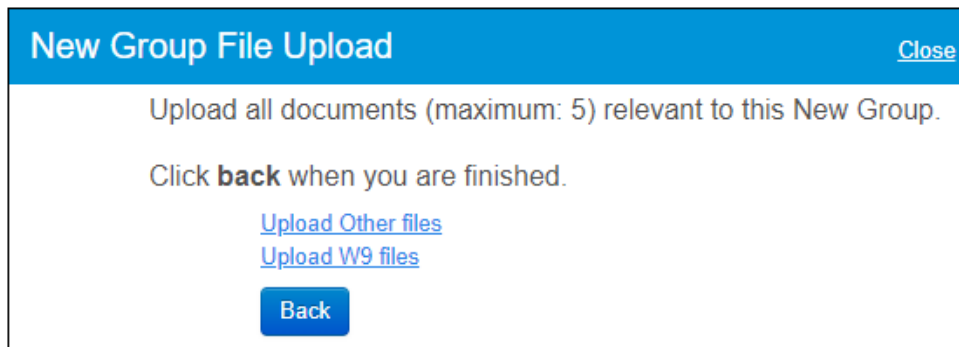 New Group File Upload Close
Upload all documents (maximum: 5) relevant to this New Group.
Click back when you are finished.
Upload Other files
Upload W9 files
Back